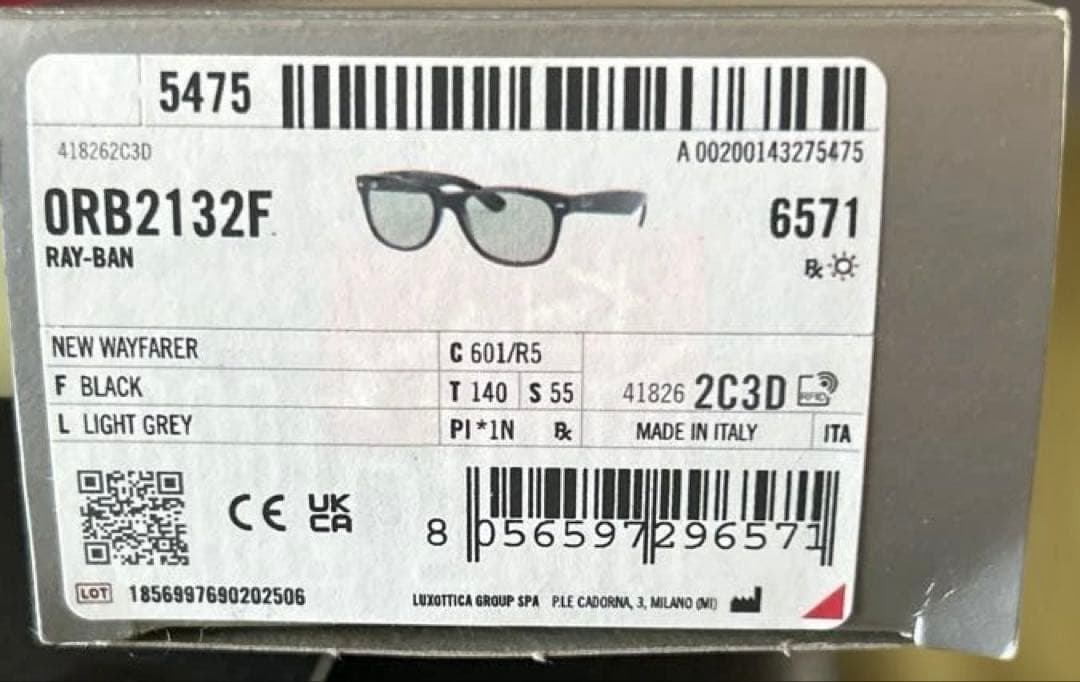 5475
418262C3D
A 00200143275475
0RB2132F
6571
RAY-BAN
℞
NEW WAYFARER
C 601/R5
F BLACK
T 140 S 55
41826 2C3D
RFID
L LIGHT GREY
PI *1N ℞
MADE IN ITALY
ITA
CE UK CA
8 056597 296571
LOT 1856997690202506
LUXOTTICA GROUP SPA P.LE CADORNA, 3, MILANO (MI)